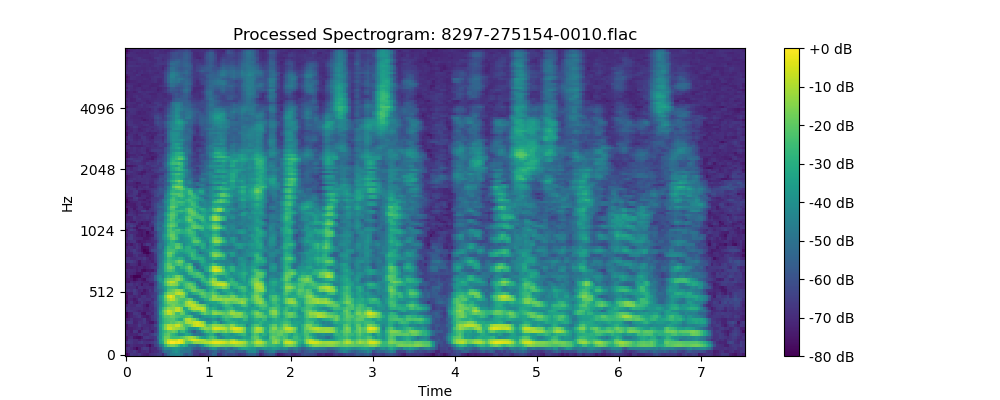 Processed Spectrogram: 8297-275154-0010.flac
+0 dB
4096
-10 dB
-20 dB
2048
-30 dB
Hz
-40 dB
1024
-50 dB
-60 dB
512
-70 dB
0
-80 dB
0 1 2 3 4 5 6 7
Time